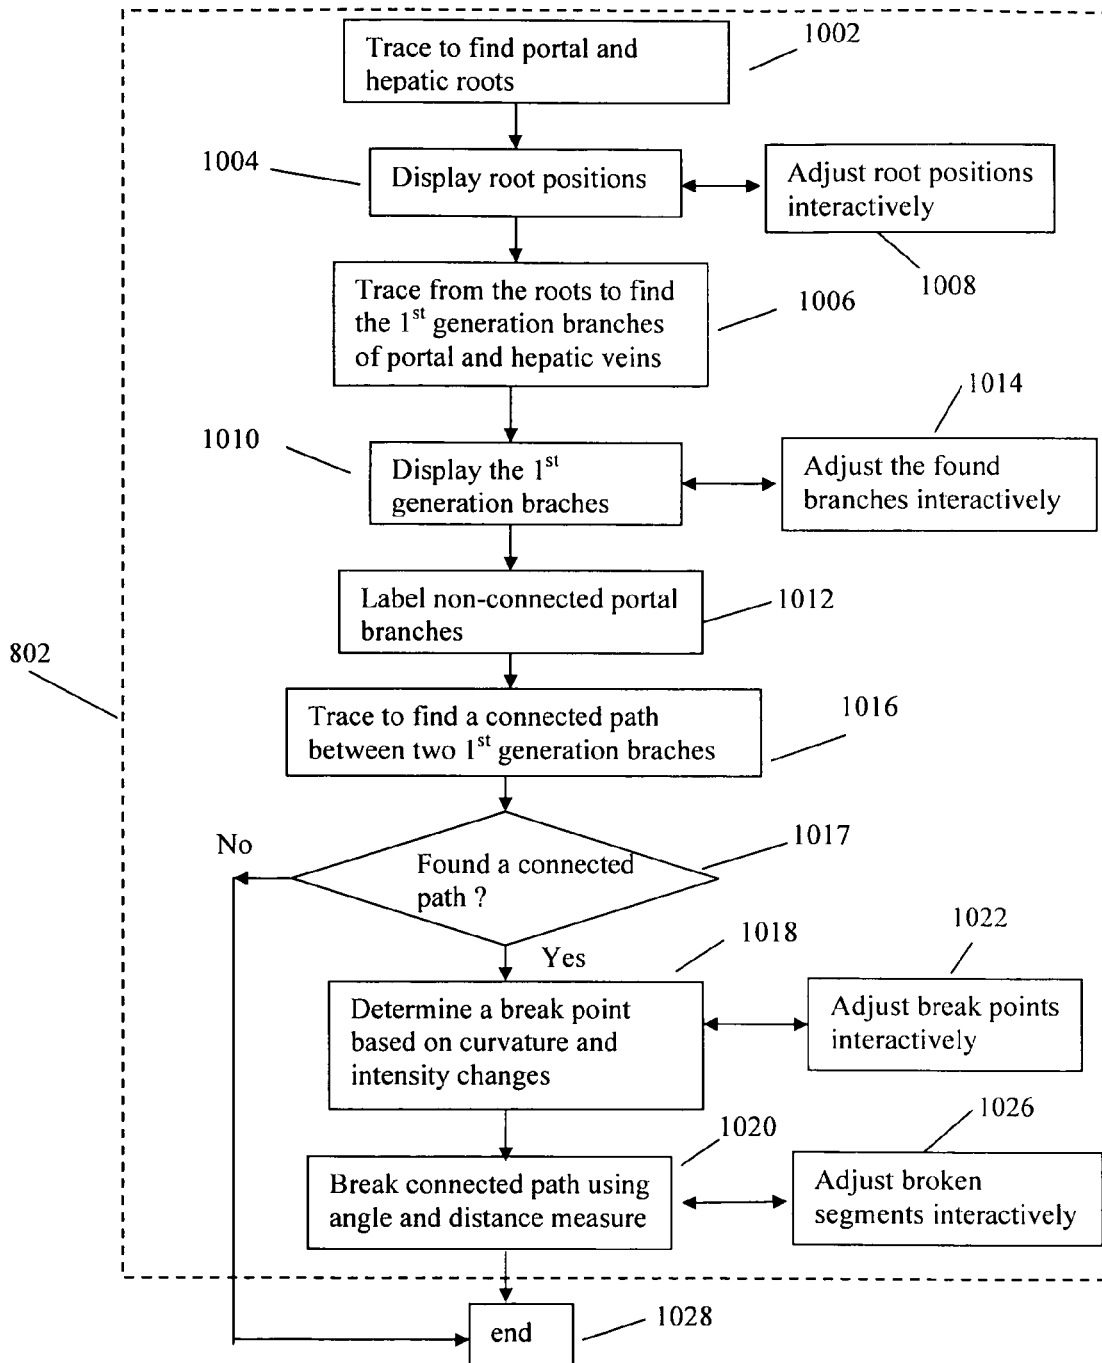 Trace to find portal and
hepatic roots
1002
1004
Display root positions
Adjust root positions
interactively
1008
Trace from the roots to find
the 1st generation branches
of portal and hepatic veins
1006
1014
1010
Display the 1st
generation braches
Adjust the found
branches interactively
Label non-connected portal
branches
1012
802
Trace to find a connected path
between two 1st generation braches
1016
No
Found a connected
path ?
1017
Yes
1018
1022
Determine a break point
based on curvature and
intensity changes
Adjust break points
interactively
1020
1026
Break connected path using
angle and distance measure
Adjust broken
segments interactively
end
1028